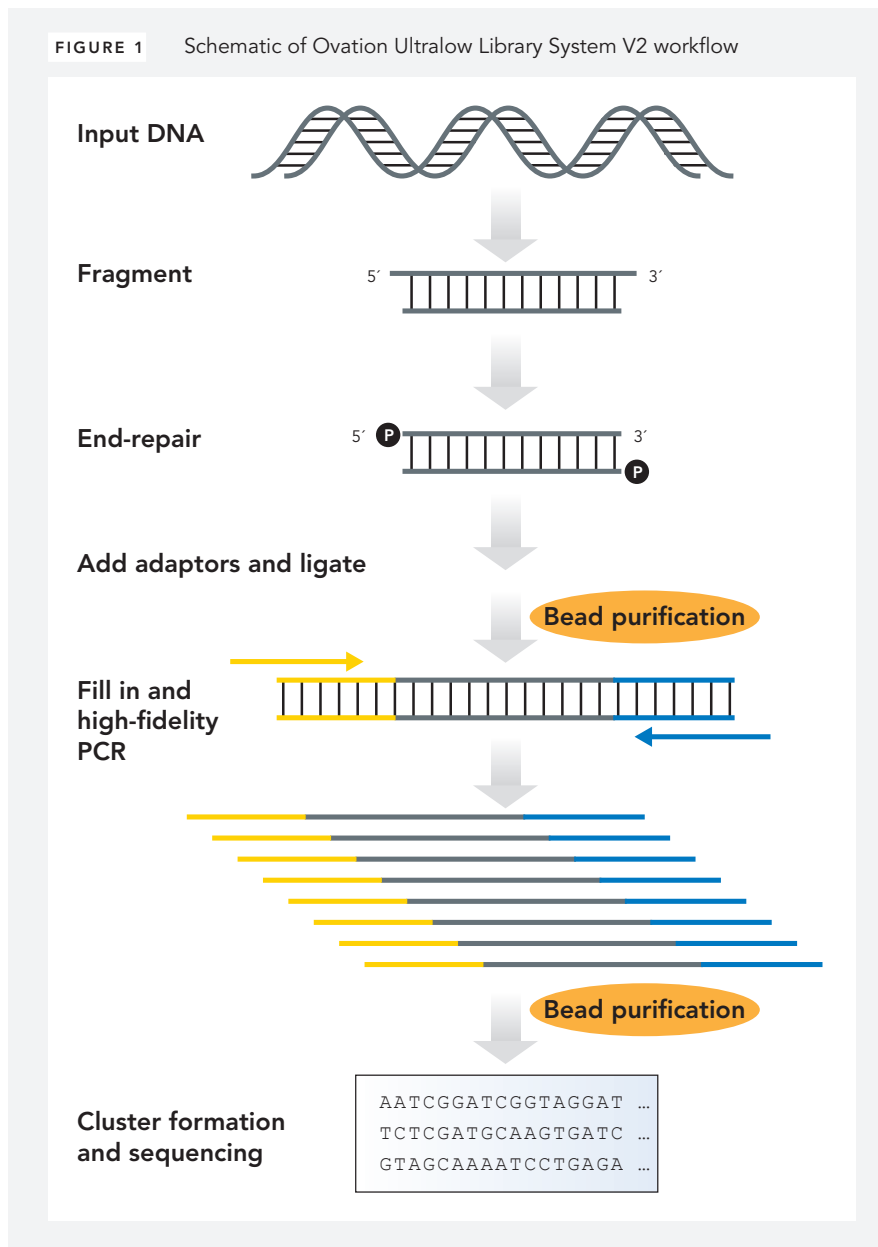 FIGURE 1 Schematic of Ovation Ultralow Library System V2 workflow
Input DNA
Fragment
5´ 3´
End-repair
5´ P 3´
P
Add adaptors and ligate
Bead purification
Fill in and
high-fidelity
PCR
Bead purification
Cluster formation
and sequencing
AATCGGATCGGTAGGAT ...
TCTCGATGCAAGTGATC ...
GTAGCAAAATCCTGAGA ...